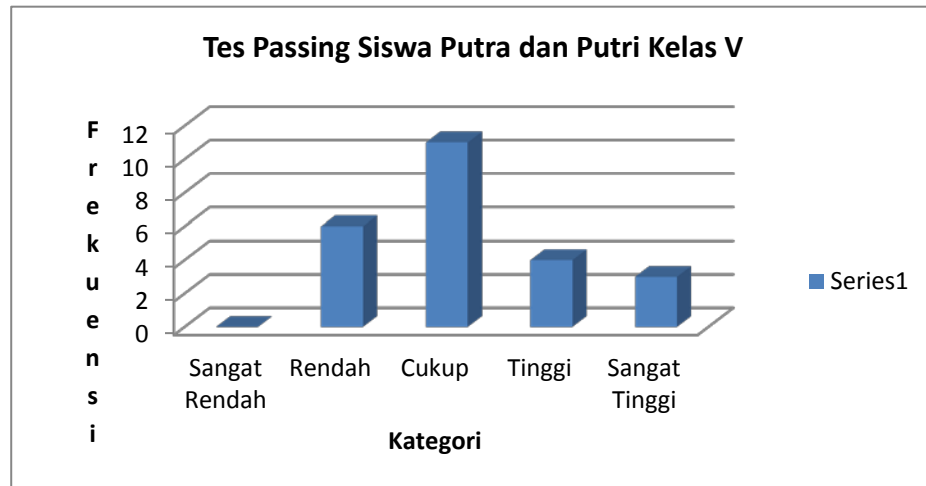 Tes Passing Siswa Putra dan Putri Kelas V
Frekuensi
12
10
8
6
4
2
0
Sangat Rendah
Rendah
Cukup
Tinggi
Sangat Tinggi
Kategori
Series1